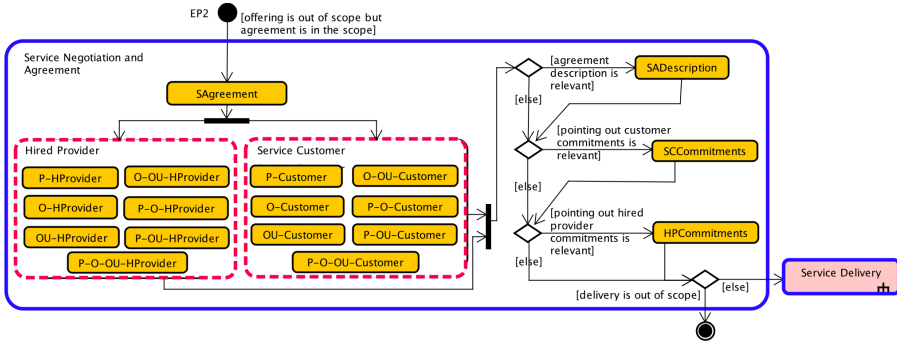 EP2
[offering is out of scope but
agreement is in the scope]
Service Negotiation and
Agreement
SAgreement
[agreement
description is
relevant]
SADescription
[else]
Hired Provider
P-HProvider
O-OU-HProvider
O-HProvider
P-O-HProvider
OU-HProvider
P-OU-HProvider
P-O-OU-HProvider
Service Customer
P-Customer
O-OU-Customer
O-Customer
P-O-Customer
OU-Customer
P-OU-Customer
P-O-OU-Customer
[pointing out customer
commitments is
relevant]
SCCommitments
[else]
[pointing out hired
provider
commitments is
relevant]
HPCommitments
[else]
[delivery is out of scope]
[else]
Service Delivery